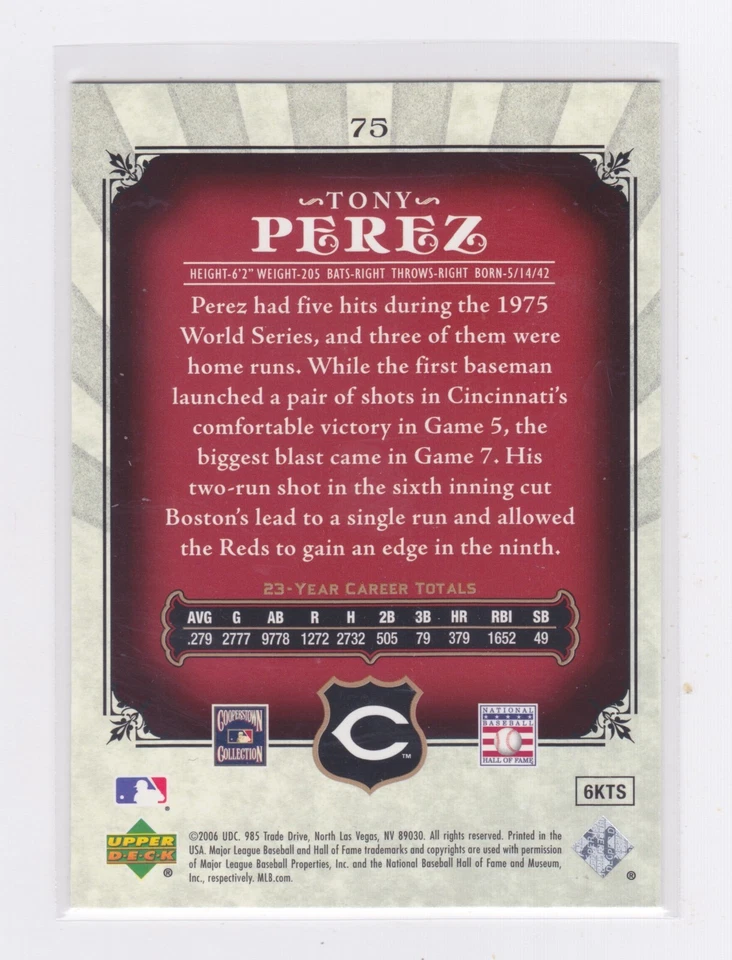 75
TONY
PEREZ
HEIGHT-6'2" WEIGHT-205 BATS-RIGHT THROWS-RIGHT BORN-5/14/42
Perez had five hits during the 1975
World Series, and three of them were
home runs. While the first baseman
launched a pair of shots in Cincinnati's
comfortable victory in Game 5, the
biggest blast came in Game 7. His
two-run shot in the sixth inning cut
Boston's lead to a single run and allowed
the Reds to gain an edge in the ninth.
23-YEAR CAREER TOTALS
AVG G AB R H 2B 3B HR RBI SB
.279 2777 9778 1272 2732 505 79 379 1652 49
COOPERSTOWN
COLLECTION
C ™
NATIONAL
BASEBALL
HALL OF FAME
®
6KTS
UPPER
DECK
®
©2006 UDC. 985 Trade Drive, North Las Vegas, NV 89030. All rights reserved. Printed in the
USA. Major League Baseball and Hall of Fame trademarks and copyrights are used with permission
of Major League Baseball Properties, Inc. and the National Baseball Hall of Fame and Museum,
Inc., respectively. MLB.com.
®